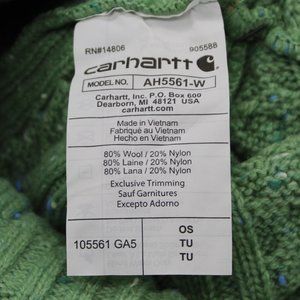 RN#14806 905588
carhartt
MODEL NO. AH5561-W
Carhartt, Inc. P.O. Box 600
Dearborn, MI 48121 USA
carhartt.com
Made in Vietnam
Fabriqué au Vietnam
Hecho en Vietnam
80% Wool / 20% Nylon
80% Laine / 20% Nylon
80% Lana / 20% Nylon
Exclusive Trimming
Sauf Garnitures
Excepto Adorno
105561 GA5
OS
TU
TU